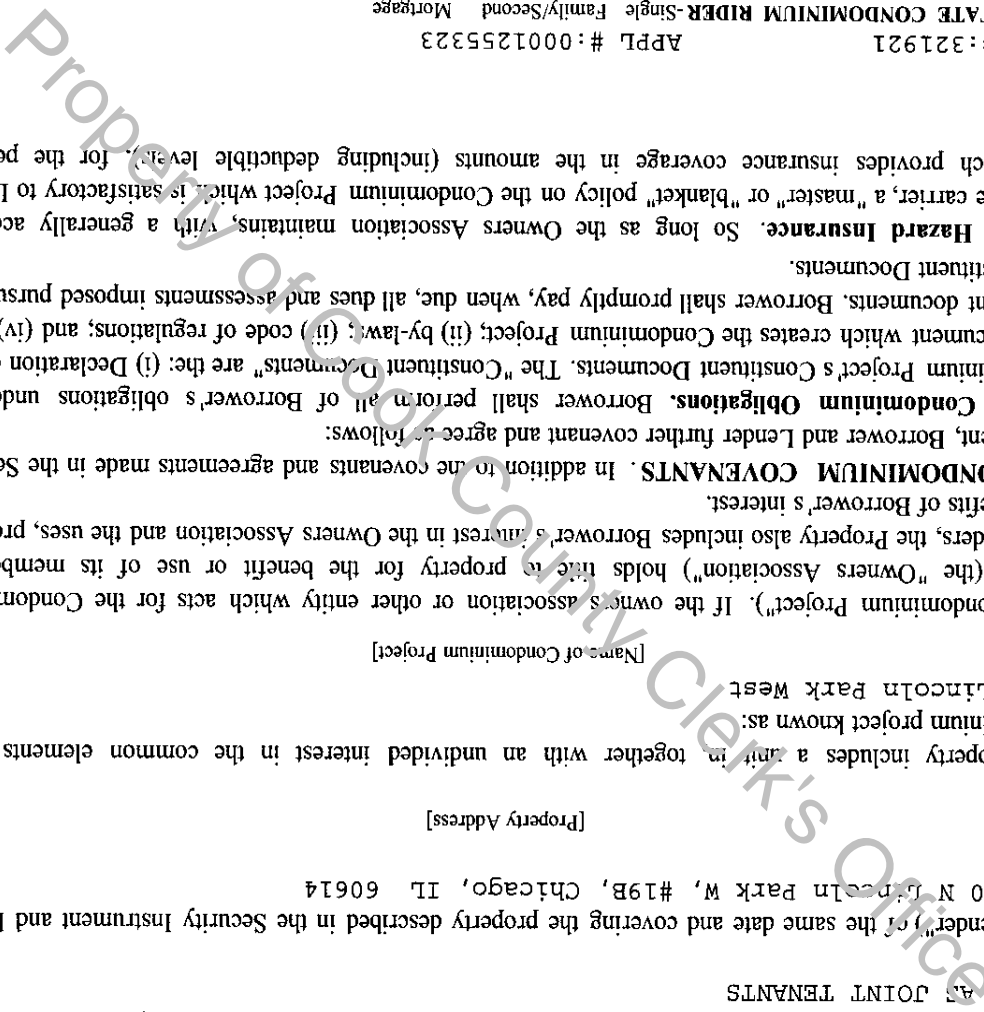 AS JOINT TENANTS
ender") of the same date and covering the property described in the Security Instrument and l
0 N Lincoln Park W, #19B, Chicago, IL 60614
[Property Address]
operty includes a unit in, together with an undivided interest in the common elements
inium project known as:
Lincoln Park West
[Name of Condominium Project]
ondominium Project"). If the owners association or other entity which acts for the Condom
(the "Owners Association") holds title to property for the benefit or use of its memb
ders, the Property also includes Borrower's interest in the Owners Association and the uses, pro
efits of Borrower's interest.
ONDOMINIUM COVENANTS. In addition to the covenants and agreements made in the Se
ent, Borrower and Lender further covenant and agree as follows:
Condominium Obligations. Borrower shall perform all of Borrower's obligations unde
inium Project's Constituent Documents. The "Constituent Documents" are the: (i) Declaration
cument which creates the Condominium Project; (ii) by-laws; (iii) code of regulations; and (iv)
nt documents. Borrower shall promptly pay, when due, all dues and assessments imposed pursu
stituent Documents.
Hazard Insurance. So long as the Owners Association maintains, with a generally acc
e carrier, a "master" or "blanket" policy on the Condominium Project which is satisfactory to L
ch provides insurance coverage in the amounts (including deductible levels), for the pe
:321921 APPL #:0001255323
TATE CONDOMINIUM RIDER-Single Family/Second Mortgage
Property of Cook County Clerk's Office